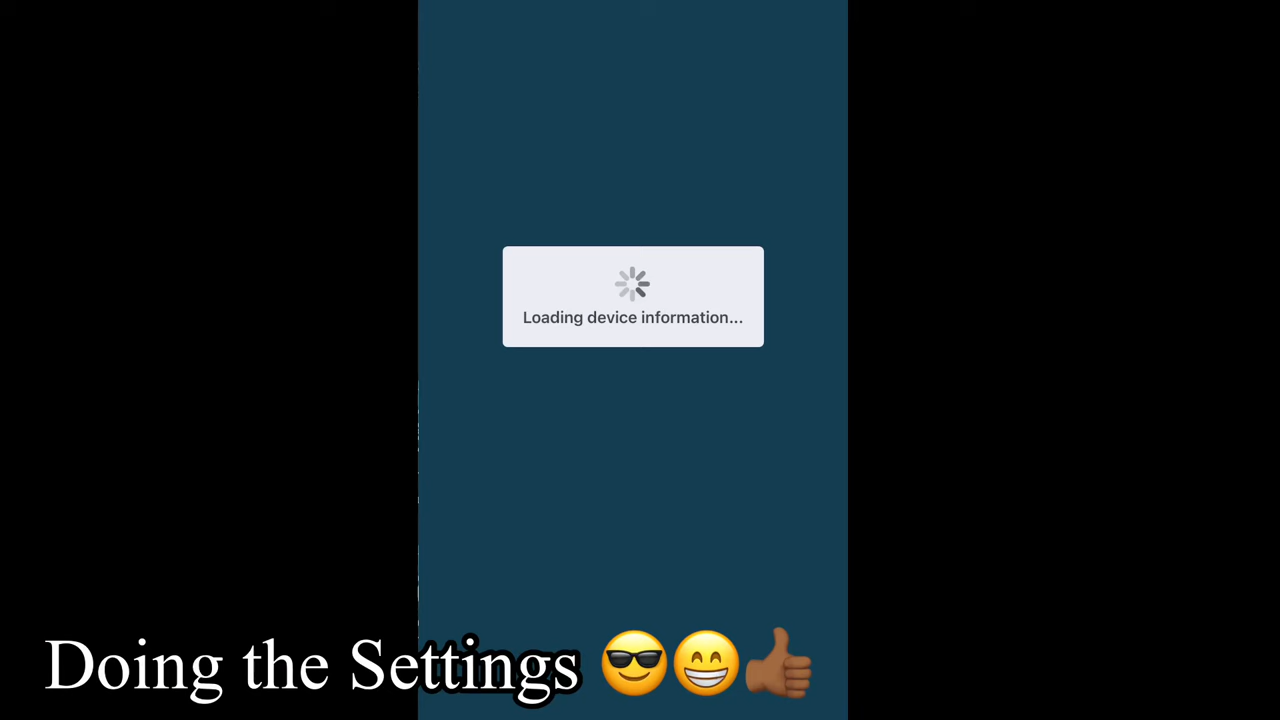 Loading device information...
Doing the Settings 😎😁👍🏾